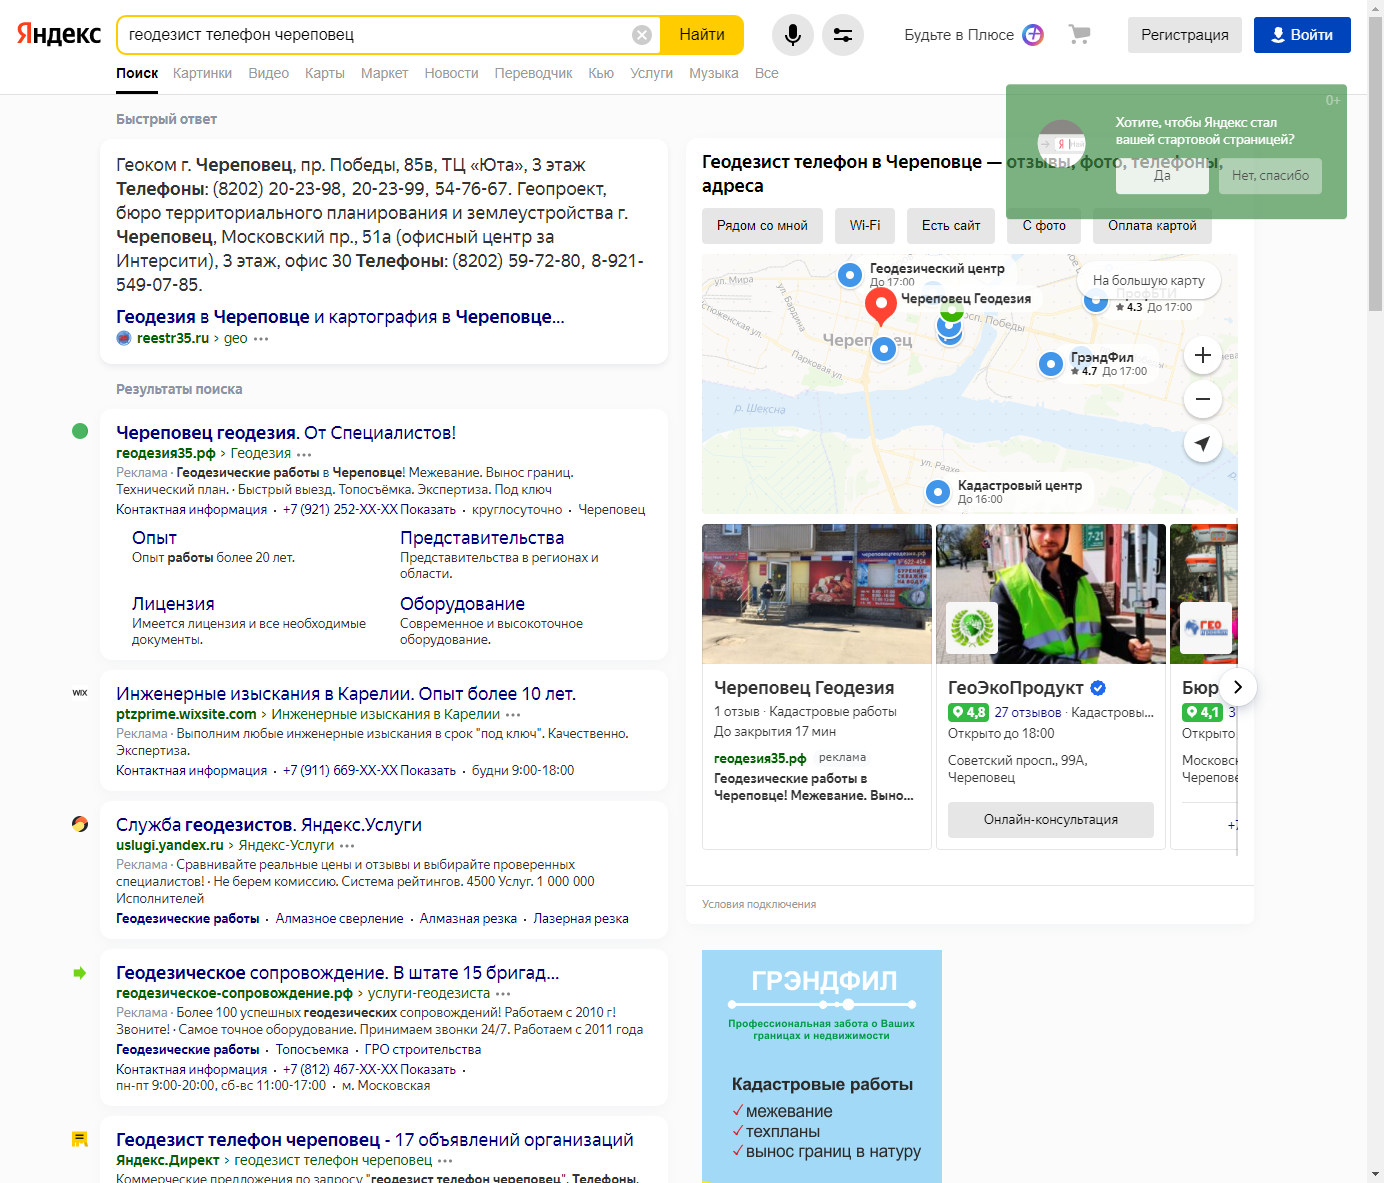 Яндекс
геодезист телефон череповец
Найти
Будьте в Плюсе
Регистрация
Войти
Поиск Картинки Видео Карты Маркет Новости Переводчик Кью Услуги Музыка Все
0+
Хотите, чтобы Яндекс стал
вашей стартовой страницей?
Да
Нет, спасибо
Быстрый ответ
Геоком г. Череповец, пр. Победы, 85в, ТЦ «Юта», 3 этаж
Телефоны: (8202) 20-23-98, 20-23-99, 54-76-67. Геопроект,
бюро территориального планирования и землеустройства г.
Череповец, Московский пр., 51а (офисный центр за
Интерсити), 3 этаж, офис 30 Телефоны: (8202) 59-72-80, 8-921-
549-07-85.
Геодезия в Череповце и картография в Череповце...
reestr35.ru › geo
Результаты поиска
Череповец геодезия. От Специалистов!
геодезия35.рф › Геодезия
Реклама · Геодезические работы в Череповце! Межевание. Вынос границ.
Технический план. · Быстрый выезд. Топосъёмка. Экспертиза. Под ключ
Контактная информация · +7 (921) 252-XX-XX Показать · круглосуточно · Череповец
Опыт
Опыт работы более 20 лет.
Представительства
Представительства в регионах и
области.
Лицензия
Имеется лицензия и все необходимые
документы.
Оборудование
Современное и высокоточное
оборудование.
WIX
Инженерные изыскания в Карелии. Опыт более 10 лет.
ptzprime.wixsite.com › Инженерные изыскания в Карелии
Реклама · Выполним любые инженерные изыскания в срок "под ключ". Качественно.
Экспертиза.
Контактная информация · +7 (911) 669-XX-XX Показать · будни 9:00-18:00
Служба геодезистов. Яндекс.Услуги
uslugi.yandex.ru › Яндекс-Услуги
Реклама · Сравнивайте реальные цены и отзывы и выбирайте проверенных
специалистов! · Не берем комиссию. Система рейтингов. 4500 Услуг. 1 000 000
Исполнителей
Геодезические работы · Алмазное сверление · Алмазная резка · Лазерная резка
Геодезическое сопровождение. В штате 15 бригад...
геодезическое-сопровождение.рф › услуги-геодезиста
Реклама · Более 100 успешных геодезических сопровождений! Работаем с 2010 г!
Звоните! · Самое точное оборудование. Принимаем звонки 24/7. Работаем с 2011 года
Геодезические работы · Топосъемка · ГРО строительства
Контактная информация · +7 (812) 467-XX-XX Показать ·
пн-пт 9:00-20:00, сб-вс 11:00-17:00 · м. Московская
Геодезист телефон череповец - 17 объявлений организаций
Яндекс.Директ › геодезист телефон череповец
Коммерческие предложения по запросу "геодезист телефон череповец". Телефоны,
Геодезист телефон в Череповце — отзывы, фото, телефоны,
адреса
Рядом со мной
Wi-Fi
Есть сайт
С фото
Оплата картой
Геодезический центр
До 17:00
На большую карту
ПрофБТИ
4.3 До 17:00
Череповец Геодезия
ул. Мира
ул. Бардина
просп. Победы
Череповец
Парковая ул.
ГрэндФил
4.7 До 17:00
р. Шексна
ул. Раахе
Кадастровый центр
До 16:00
череповецгеодезия.рф
622-454
БУРЕНИЕ
СКВАЖИН
НА ВОДУ
7-21
Череповец Геодезия
1 отзыв · Кадастровые работы
До закрытия 17 мин
геодезия35.рф реклама
Геодезические работы в
Череповце! Межевание. Выно...
ГеоЭкоПродукт
4,8 27 отзывов · Кадастровы...
Открыто до 18:00
Советский просп., 99А,
Череповец
Онлайн-консультация
ГЕО
Бюр
4,1 3
Открыто
Московск
Черепове
+7
Условия подключения
ГРЭНДФИЛ
Профессиональная забота о Ваших
границах и недвижимости
Кадастровые работы
межевание
техпланы
вынос границ в натуру